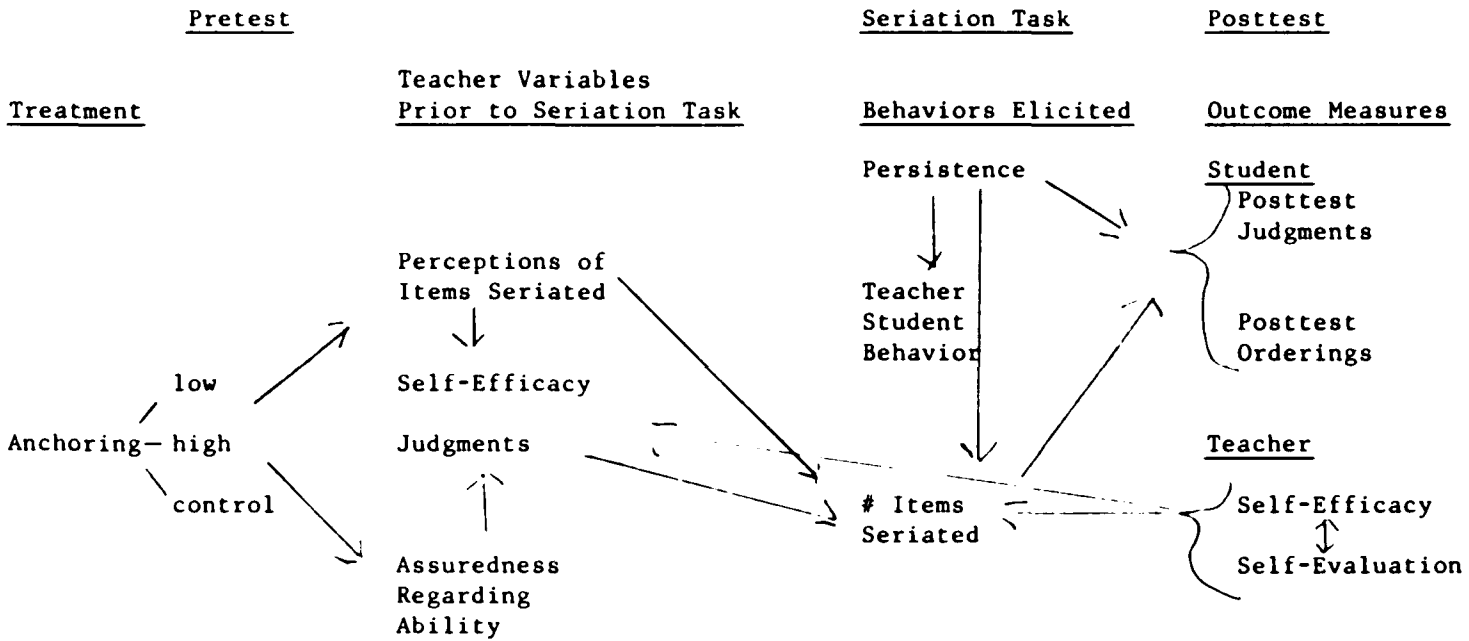 Pretest
Seriation Task
Posttest
Treatment
Teacher Variables
Prior to Seriation Task
Behaviors Elicited
Outcome Measures
Persistence
Student
Posttest
Judgments
Perceptions of
Items Seriated
Teacher
Student
Behavior
Posttest
Orderings
low
Self-Efficacy
Anchoring— high
Judgments
Teacher
control
# Items
Seriated
Self-Efficacy
Self-Evaluation
Assuredness
Regarding
Ability